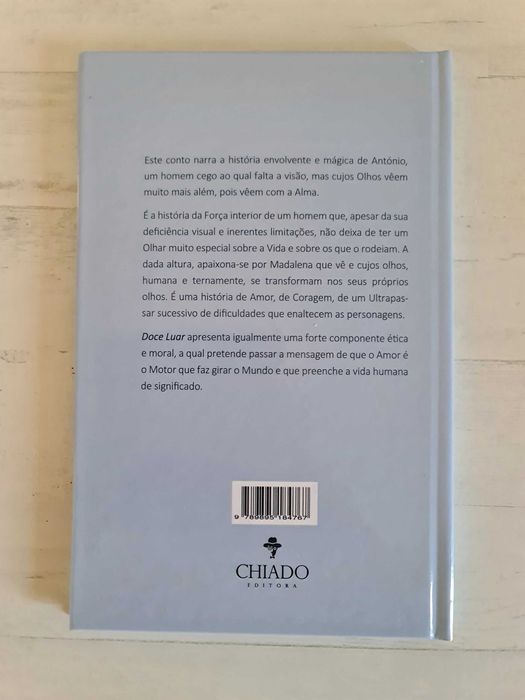 Este conto narra a história envolvente e mágica de António,
um homem cego ao qual falta a visão, mas cujos Olhos vêem
muito mais além, pois vêem com a Alma.
É a história da Força interior de um homem que, apesar da sua
deficiência visual e inerentes limitações, não deixa de ter um
Olhar muito especial sobre a Vida e sobre os que o rodeiam. A
dada altura, apaixona-se por Madalena que vê e cujos olhos,
humana e ternamente, se transformam nos seus próprios
olhos. É uma história de Amor, de Coragem, de um Ultrapas-
sar sucessivo de dificuldades que enaltecem as personagens.
Doce Luar apresenta igualmente uma forte componente ética
e moral, a qual pretende passar a mensagem de que o Amor é
o Motor que faz girar o Mundo e que preenche a vida humana
de significado.
9 789895 184767
CHIADO
EDITORA